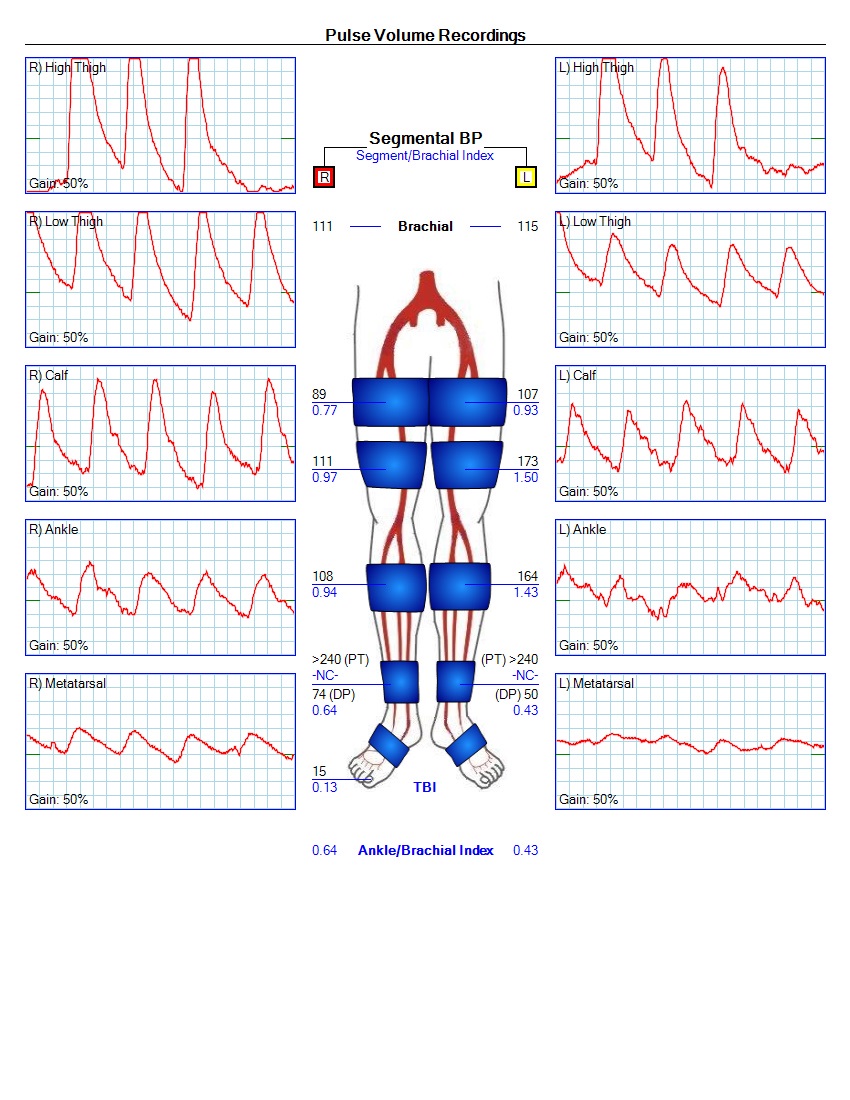 Pulse Volume Recordings
R) High Thigh
Gain: 50%
R) Low Thigh
Gain: 50%
R) Calf
Gain: 50%
R) Ankle
Gain: 50%
R) Metatarsal
Gain: 50%
Segmental BP
Segment/Brachial Index
R
L
111 Brachial 115
89 107
0.77 0.93
111 173
0.97 1.50
108 164
0.94 1.43
>240 (PT) (PT) >240
-NC- -NC-
74 (DP) (DP) 50
0.64 0.43
15
0.13 TBI
0.64 Ankle/Brachial Index 0.43
L) High Thigh
Gain: 50%
L) Low Thigh
Gain: 50%
L) Calf
Gain: 50%
L) Ankle
Gain: 50%
L) Metatarsal
Gain: 50%